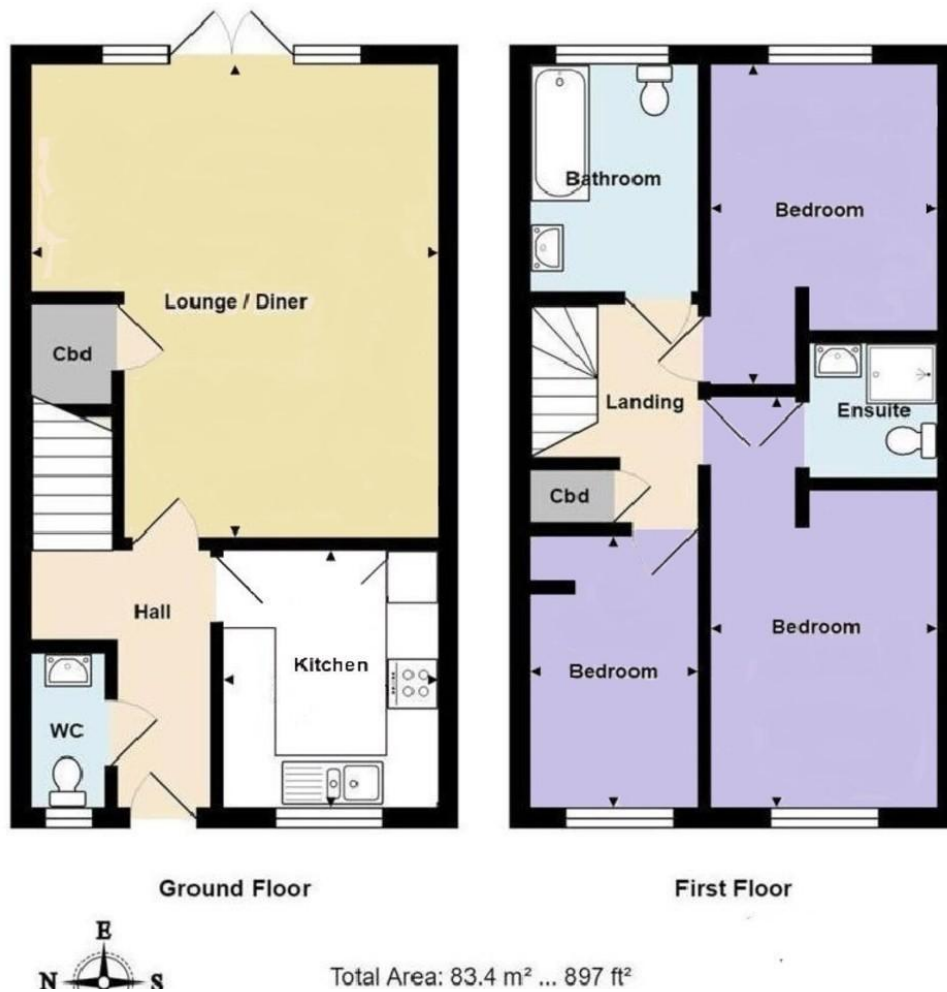 Lounge / Diner
Cbd
Hall
Kitchen
WC
Ground Floor
Bathroom
Bedroom
Landing
Ensuite
Cbd
Bedroom
Bedroom
First Floor
E
N S
Total Area: 83.4 m² ... 897 ft²